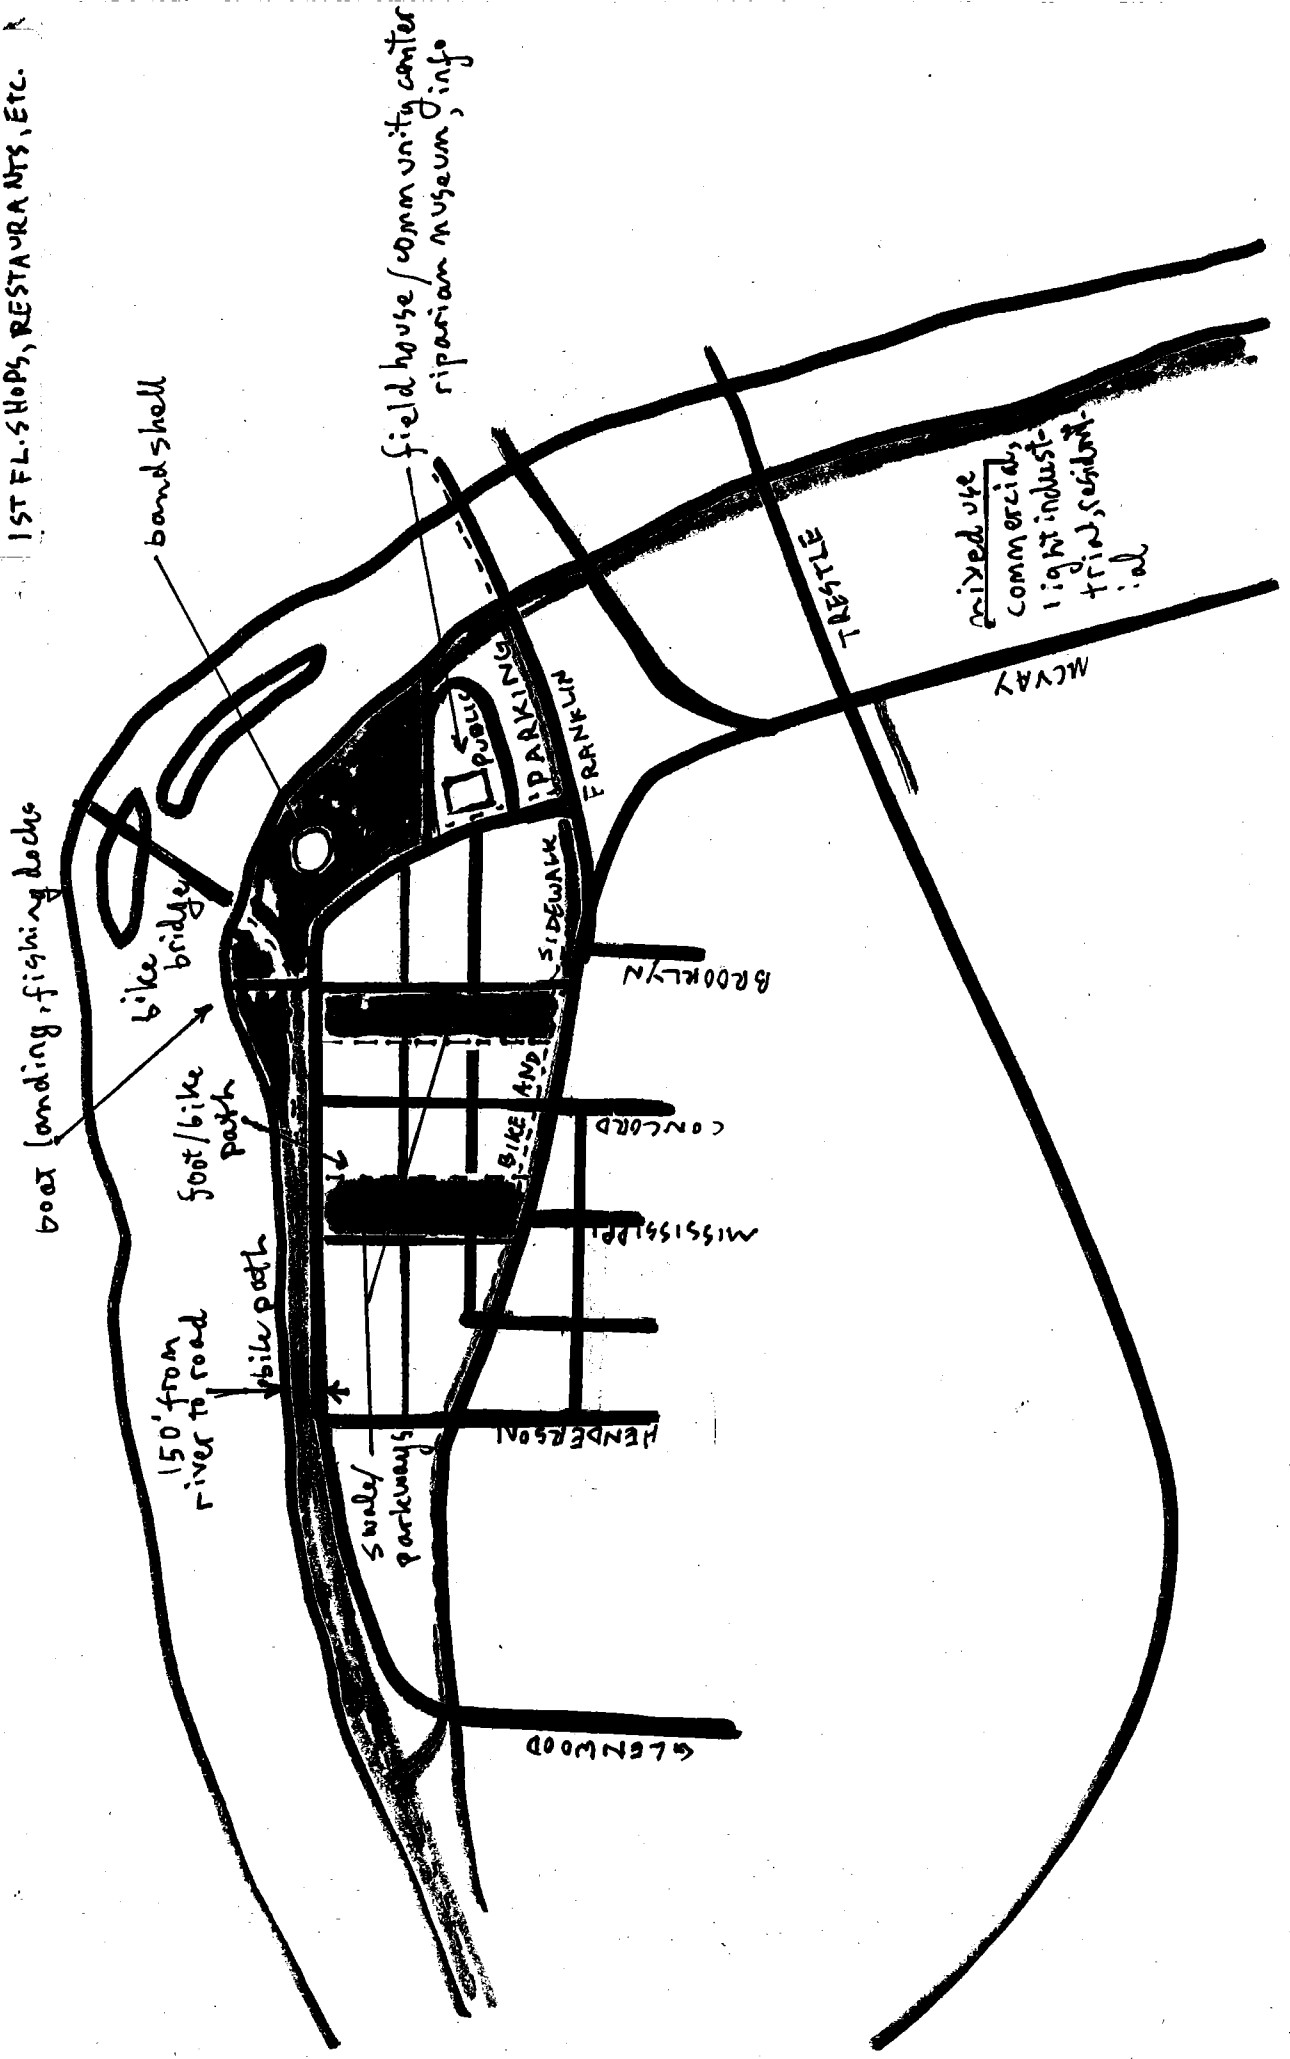 1ST FL. SHOPS, RESTAURANTS, Etc.
boat landing, fishing docks
bandshell
field house/community center
riparian museum, info
bike
bridge
foot/bike
path
150' from
river to road
bike path
swale/
parkways
PUBLIC
PARKING
FRANKLIN
SIDEWALK
BIKE AND
TRESTLE
mixed use
commercial,
light indust-
trial, resident-
ial
MCVAY
BROOKLYN
CONCORD
MISSISSIPPI
HENDERSON
GLENWOOD